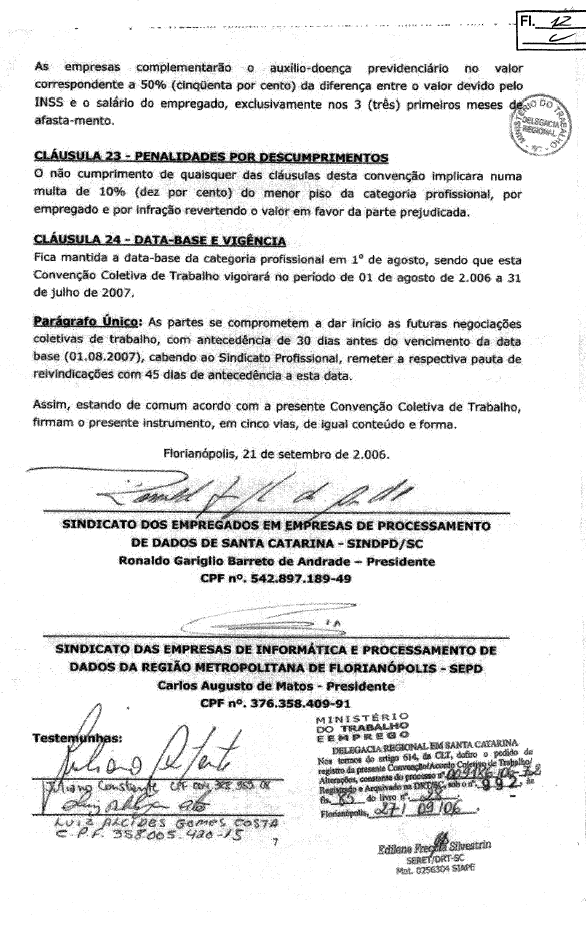 Fl. 12
As empresas complementarão o auxílio-doença previdenciário no valor
correspondente a 50% (cinqüenta por cento) da diferença entre o valor devido pelo
INSS e o salário do empregado, exclusivamente nos 3 (três) primeiros meses de
afasta-mento.
MINISTÉRIO DO TRABALHO
DELEGACIA
REGIONAL
CLÁUSULA 23 - PENALIDADES POR DESCUMPRIMENTOS
O não cumprimento de quaisquer das cláusulas desta convenção implicara numa
multa de 10% (dez por cento) do menor piso da categoria profissional, por
empregado e por infração revertendo o valor em favor da parte prejudicada.
CLÁUSULA 24 - DATA-BASE E VIGÊNCIA
Fica mantida a data-base da categoria profissional em 1º de agosto, sendo que esta
Convenção Coletiva de Trabalho vigorará no período de 01 de agosto de 2.006 a 31
de julho de 2007.
Parágrafo Único: As partes se comprometem a dar início as futuras negociações
coletivas de trabalho, com antecedência de 30 dias antes do vencimento da data
base (01.08.2007), cabendo ao Sindicato Profissional, remeter a respectiva pauta de
reivindicações com 45 dias de antecedência a esta data.
Assim, estando de comum acordo com a presente Convenção Coletiva de Trabalho,
firmam o presente instrumento, em cinco vias, de igual conteúdo e forma.
Florianópolis, 21 de setembro de 2.006.
SINDICATO DOS EMPREGADOS EM EMPRESAS DE PROCESSAMENTO
DE DADOS DE SANTA CATARINA - SINDPD/SC
Ronaldo Gariglio Barreto de Andrade – Presidente
CPF nº. 542.897.189-49
SINDICATO DAS EMPRESAS DE INFORMÁTICA E PROCESSAMENTO DE
DADOS DA REGIÃO METROPOLITANA DE FLORIANÓPOLIS - SEPD
Carlos Augusto de Matos - Presidente
CPF nº. 376.358.409-91
Testemunhas:
Juliano Constante CPF
LUIZ ALCIDES GOMES COSTA
C.P.F. 358.005.420-15
7
MINISTÉRIO
DO TRABALHO
E EMPREGO
DELEGACIA REGIONAL EM SANTA CATARINA
Nos termos do artigo 614, da CLT, defiro o pedido de
registro da presente Convenção/Acordo Coletivo de Trabalho/
Alterações, constante do processo nº
Registrado e Arquivado na DRT/SC, sob o nº 992, às
fls. 85 do livro nº
Florianópolis, 27/09/06.
Edilene Silvestrin
SERET/DRT-SC
Mat. 0256304 SIAPE